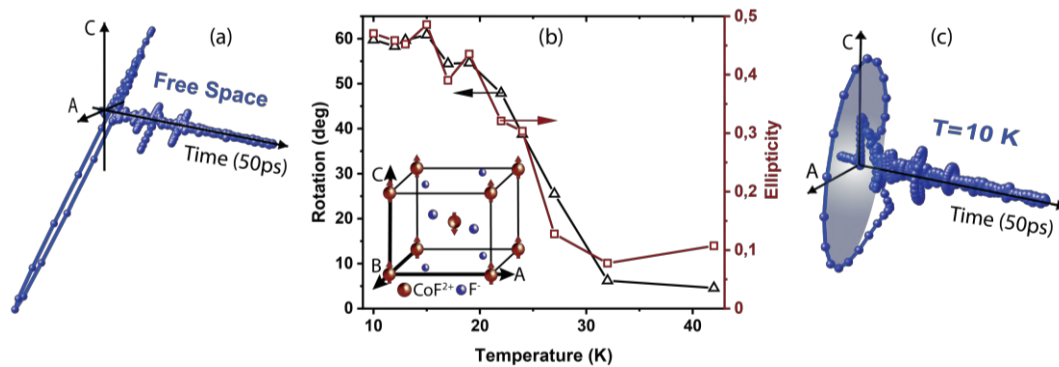 (a)
C
A
Free Space
Time (50ps)
(b)
Rotation (deg)
60
50
40
30
20
10
0
0,5
0,4
0,3
0,2
0,1
0
Ellipticity
10
20
30
40
Temperature (K)
C
B
A
CoF²⁺ F⁻
(c)
C
A
T=10 K
Time (50ps)